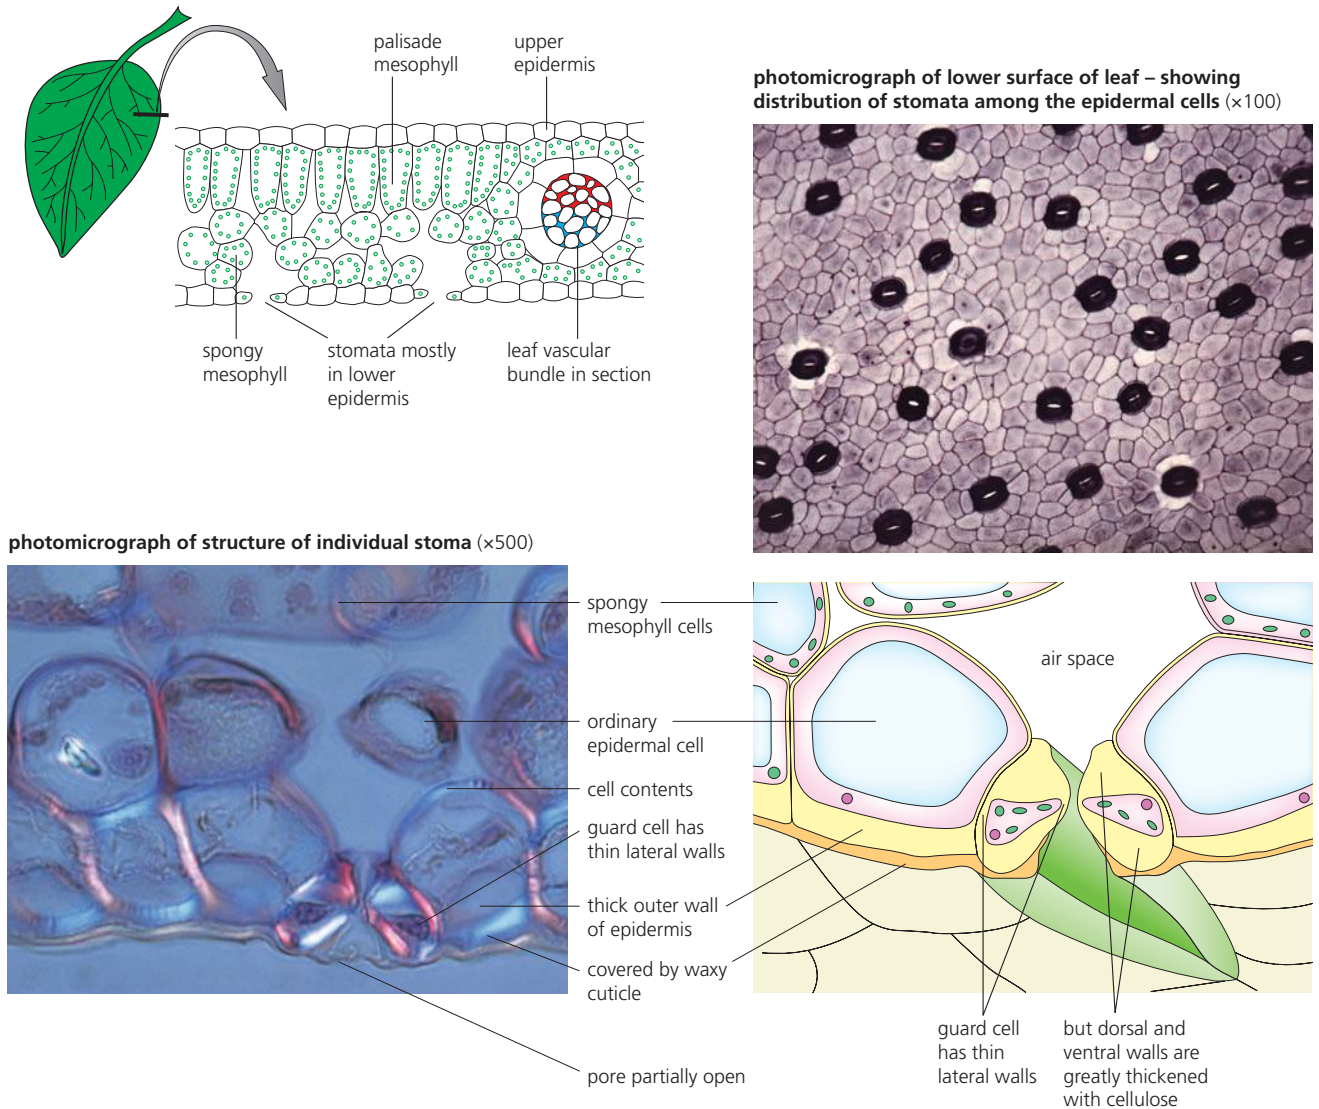 palisade
mesophyll
upper
epidermis
spongy
mesophyll
stomata mostly
in lower
epidermis
leaf vascular
bundle in section
photomicrograph of lower surface of leaf – showing
distribution of stomata among the epidermal cells (×100)
photomicrograph of structure of individual stoma (×500)
spongy
mesophyll cells
air space
ordinary
epidermal cell
cell contents
guard cell has
thin lateral walls
thick outer wall
of epidermis
covered by waxy
cuticle
pore partially open
guard cell
has thin
lateral walls
but dorsal and
ventral walls are
greatly thickened
with cellulose